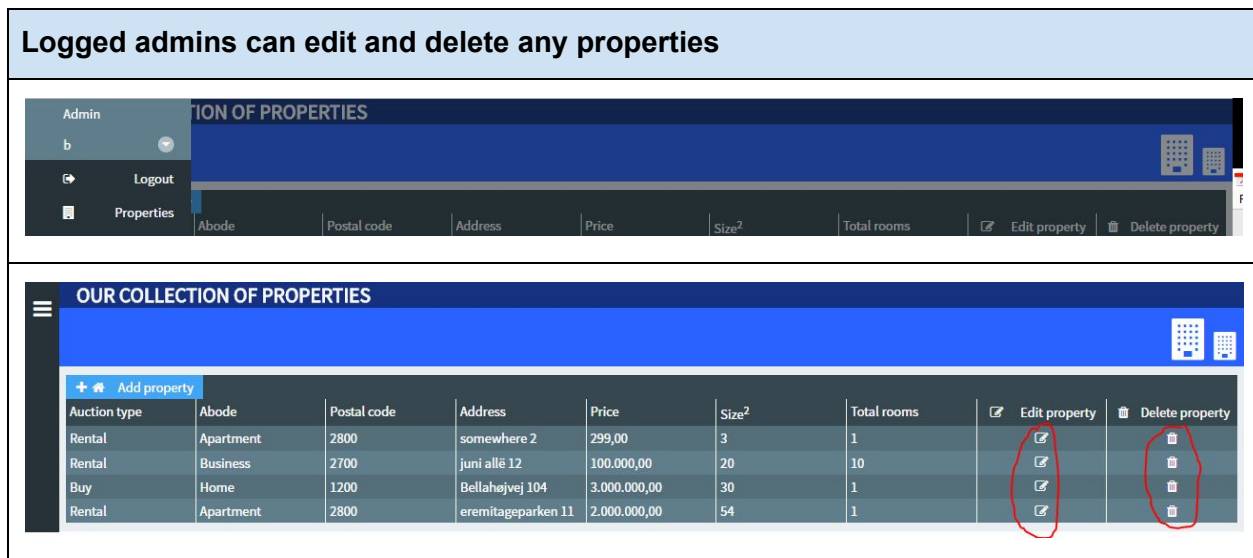 Logged admins can edit and delete any properties
Admin
TION OF PROPERTIES
b
Logout
Properties
Abode Postal code Address Price Size² Total rooms Edit property Delete property
OUR COLLECTION OF PROPERTIES
Add property
Auction type Abode Postal code Address Price Size² Total rooms Edit property Delete property
Rental Apartment 2800 somewhere 2 299,00 3 1
Rental Business 2700 juni allë 12 100.000,00 20 10
Buy Home 1200 Bellahøjvej 104 3.000.000,00 30 1
Rental Apartment 2800 eremitageparken 11 2.000.000,00 54 1